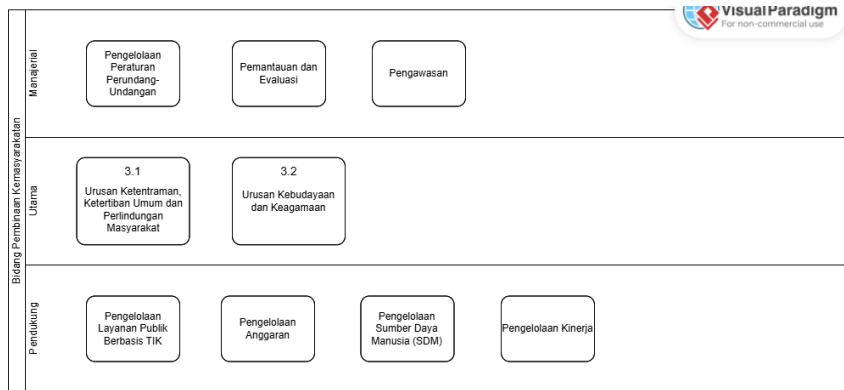 VisualParadigm
For non-commercial use
Bidang Pembinaan Kemasyarakatan
Manajerial
Pengelolaan
Peraturan
Perundang-
Undangan
Pemantauan dan
Evaluasi
Pengawasan
Utama
3.1
Urusan Ketentraman,
Ketertiban Umum dan
Perlindungan
Masyarakat
3.2
Urusan Kebudayaan
dan Keagamaan
Pendukung
Pengelolaan
Layanan Publik
Berbasis TIK
Pengelolaan
Anggaran
Pengelolaan
Sumber Daya
Manusia (SDM)
Pengelolaan Kinerja